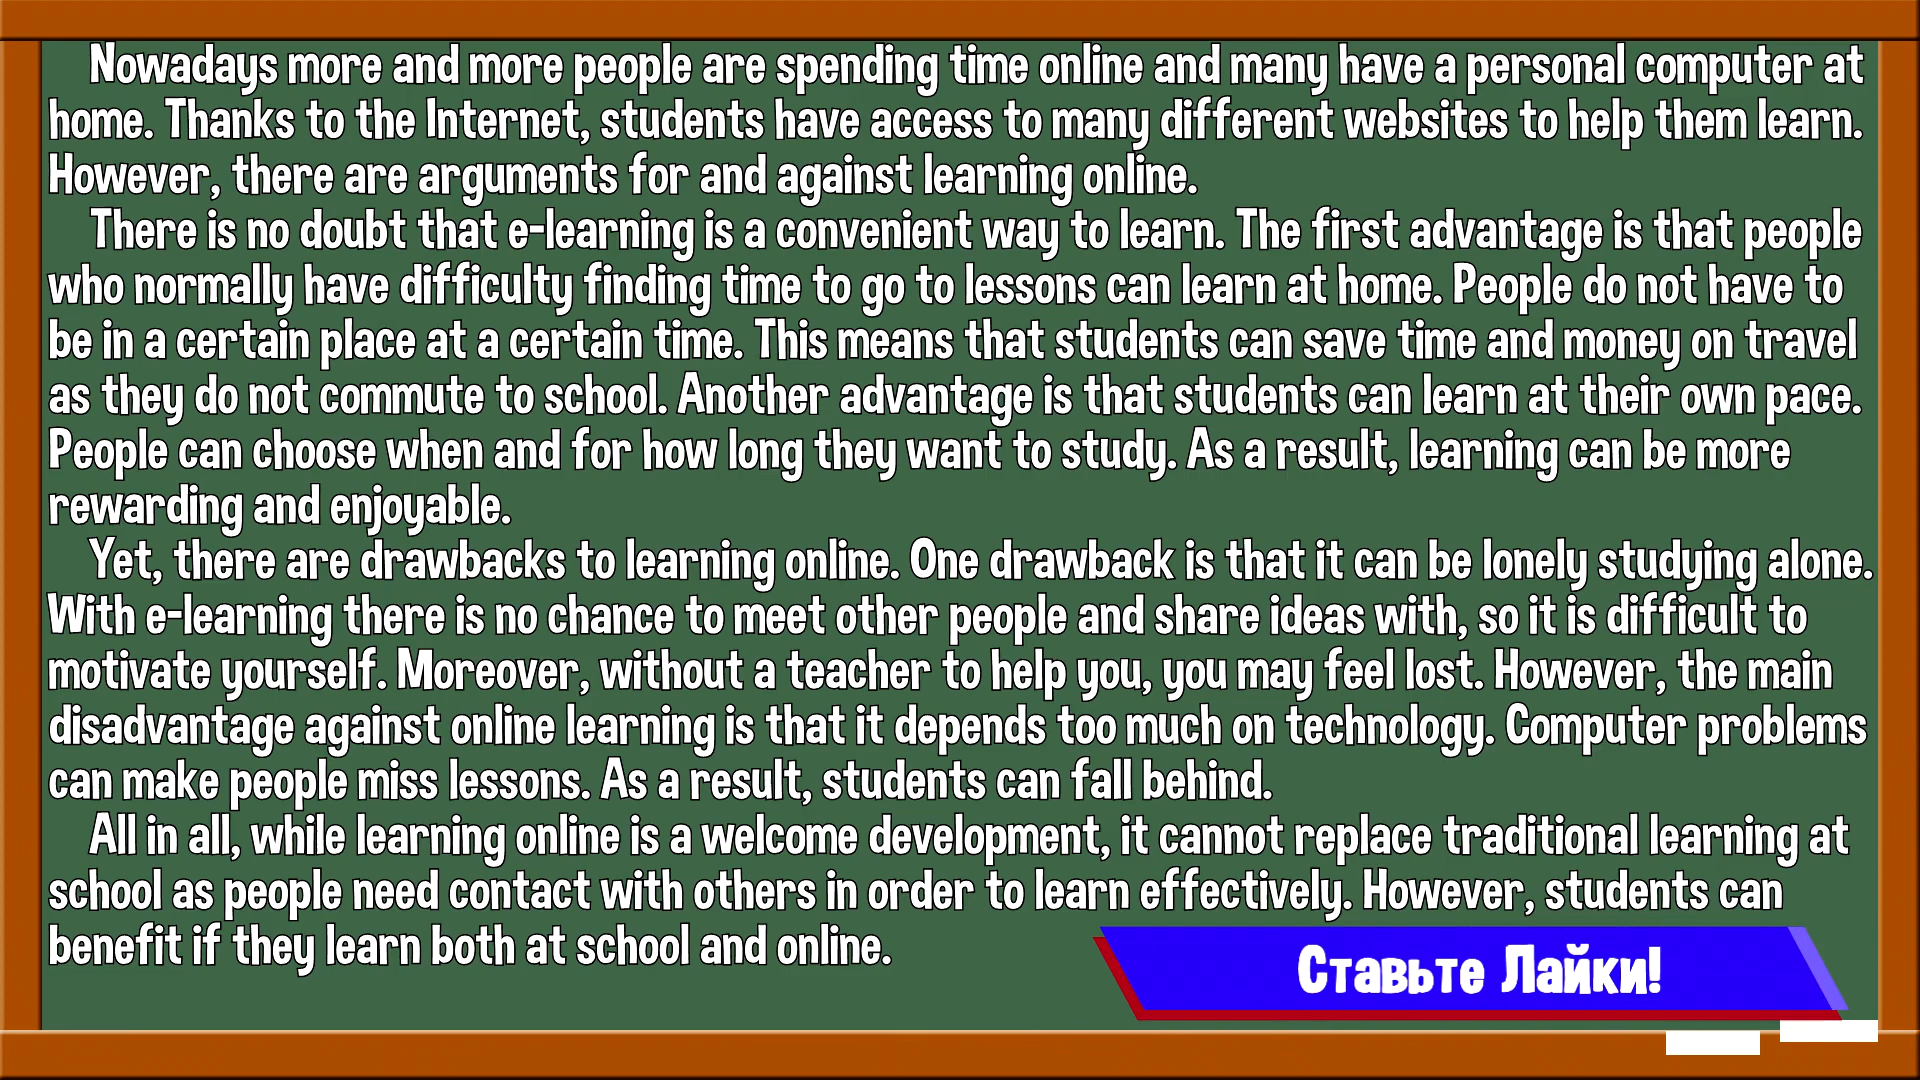 Nowadays more and more people are spending time online and many have a personal computer at
home. Thanks to the Internet, students have access to many different websites to help them learn.
However, there are arguments for and against learning online.
There is no doubt that e-learning is a convenient way to learn. The first advantage is that people
who normally have difficulty finding time to go to lessons can learn at home. People do not have to
be in a certain place at a certain time. This means that students can save time and money on travel
as they do not commute to school. Another advantage is that students can learn at their own pace.
People can choose when and for how long they want to study. As a result, learning can be more
rewarding and enjoyable.
Yet, there are drawbacks to learning online. One drawback is that it can be lonely studying alone.
With e-learning there is no chance to meet other people and share ideas with, so it is difficult to
motivate yourself. Moreover, without a teacher to help you, you may feel lost. However, the main
disadvantage against online learning is that it depends too much on technology. Computer problems
can make people miss lessons. As a result, students can fall behind.
All in all, while learning online is a welcome development, it cannot replace traditional learning at
school as people need contact with others in order to learn effectively. However, students can
benefit if they learn both at school and online.
Ставьте Лайки!